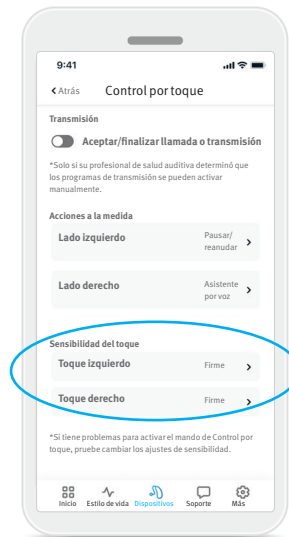 9:41
Atrás Control por toque
Transmisión
Aceptar/finalizar llamada o transmisión
*Solo si su profesional de salud auditiva determinó que
los programas de transmisión se pueden activar
manualmente.
Acciones a la medida
Lado izquierdo Pausar/
reanudar
Lado derecho Asistente
por voz
Sensibilidad del toque
Toque izquierdo Firme
Toque derecho Firme
*Si tiene problemas para activar el mando de Control por
toque, pruebe cambiar los ajustes de sensibilidad.
Inicio Estilo de vida Dispositivos Soporte Más